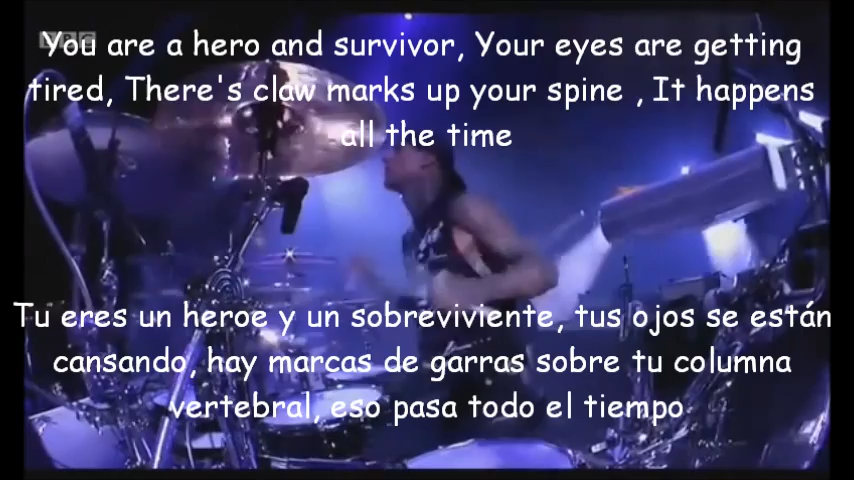 You are a hero and survivor, Your eyes are getting
tired, There's claw marks up your spine , It happens
all the time
Tu eres un heroe y un sobreviviente, tus ojos se están
cansando, hay marcas de garras sobre tu columna
vertebral, eso pasa todo el tiempo